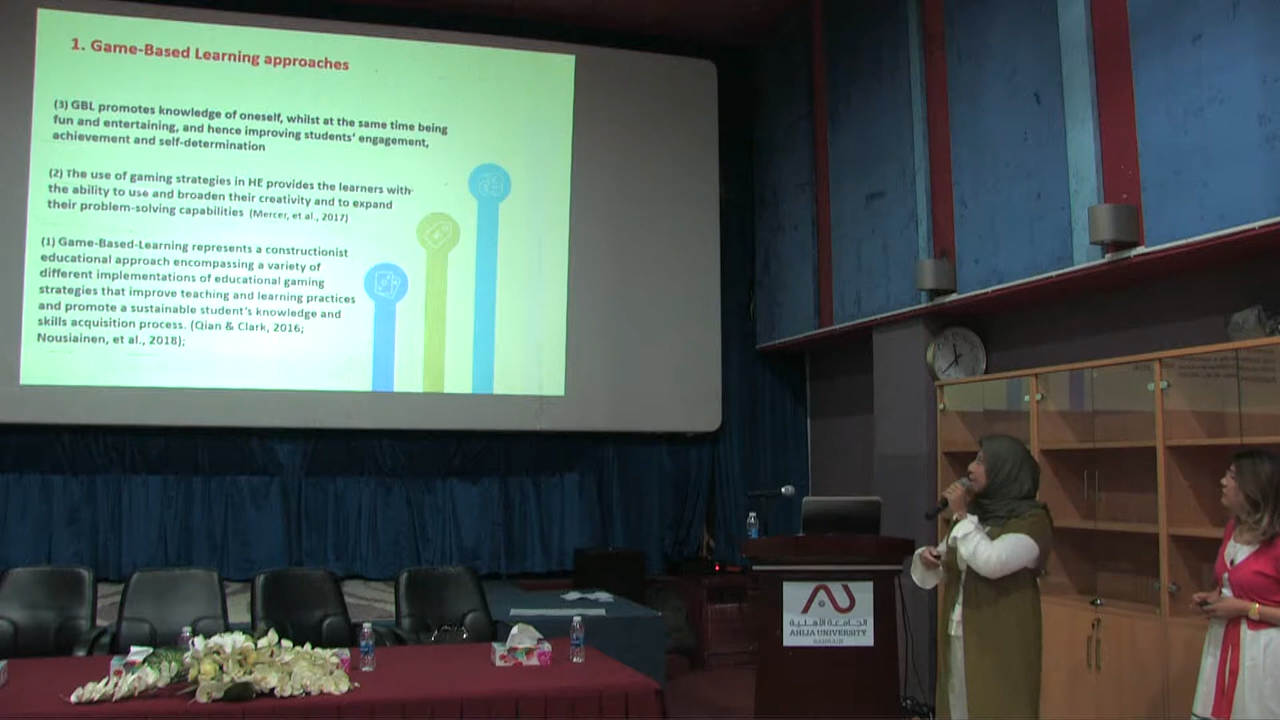 1. Game-Based Learning approaches
(3) GBL promotes knowledge of oneself, whilst at the same time being
fun and entertaining, and hence improving students' engagement,
achievement and self-determination
(2) The use of gaming strategies in HE provides the learners with
the ability to use and broaden their creativity and to expand
their problem-solving capabilities (Mercer, et al., 2017)
(1) Game-Based-Learning represents a constructionist
educational approach encompassing a variety of
different implementations of educational gaming
strategies that improve teaching and learning practices
and promote a sustainable student's knowledge and
skills acquisition process. (Qian & Clark, 2016;
Nousiainen, et al., 2018);
الجامعة الأهلية
AHLIA UNIVERSITY
BAHRAIN